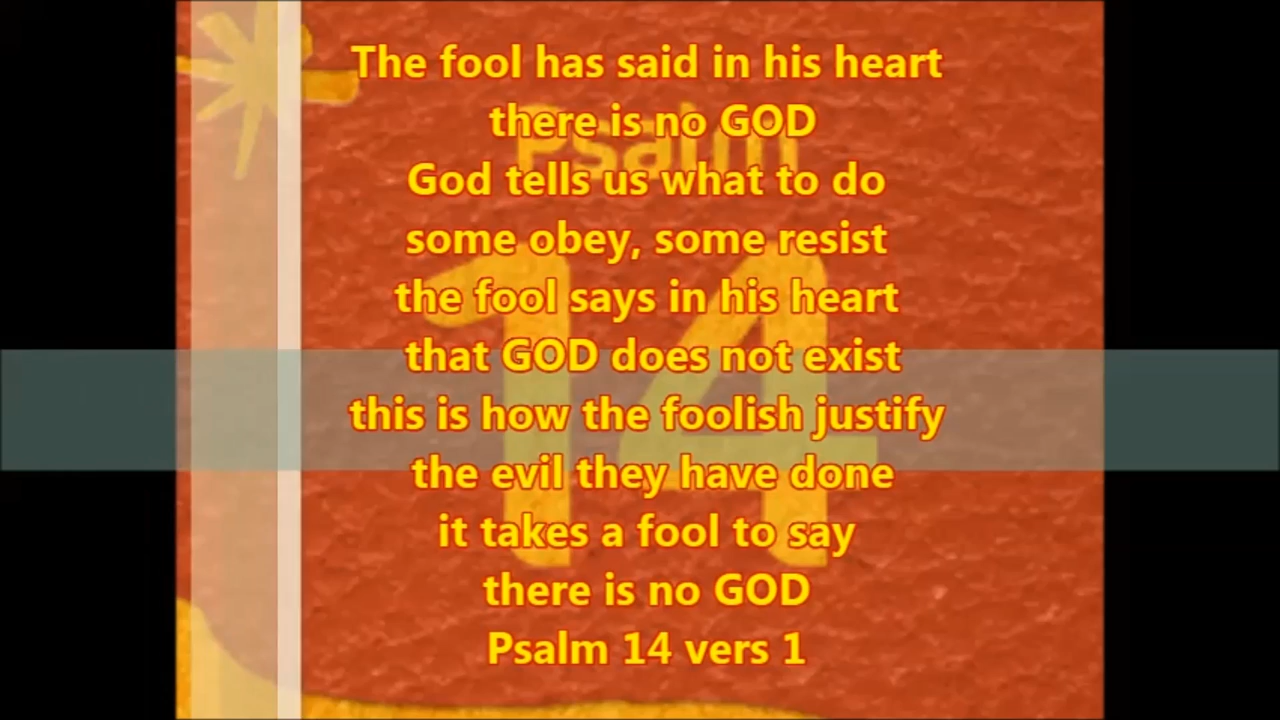 The fool has said in his heart
there is no GOD
Psalm
God tells us what to do
some obey, some resist
the fool says in his heart
14
that GOD does not exist
this is how the foolish justify
the evil they have done
it takes a fool to say
there is no GOD
Psalm 14 vers 1